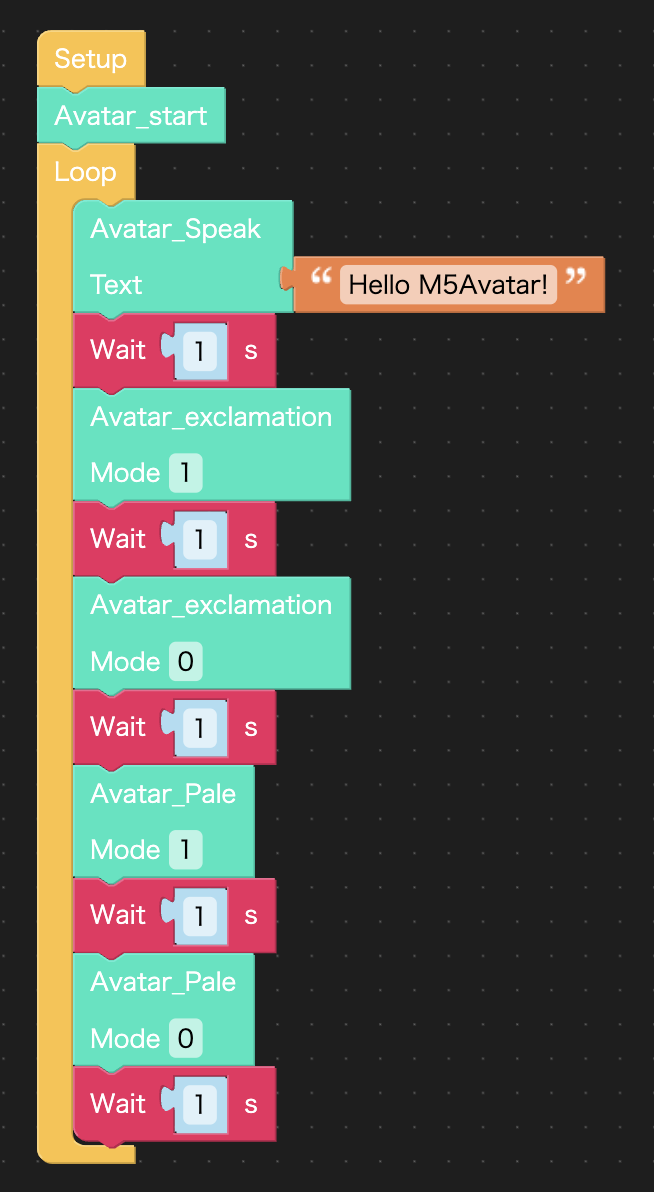 Setup
Avatar_start
Loop
Avatar_Speak
Text “ Hello M5Avatar! ”
Wait 1 s
Avatar_exclamation
Mode 1
Wait 1 s
Avatar_exclamation
Mode 0
Wait 1 s
Avatar_Pale
Mode 1
Wait 1 s
Avatar_Pale
Mode 0
Wait 1 s